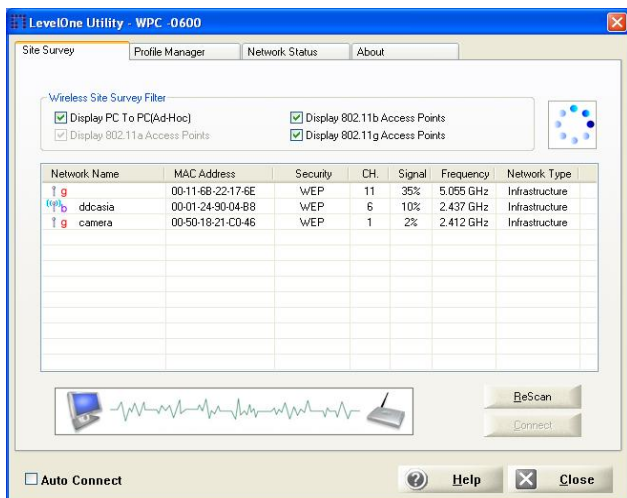 LevelOne Utility - WPC -0600
Site Survey Profile Manager Network Status About
Wireless Site Survey Filter
Display PC To PC(Ad-Hoc) Display 802.11b Access Points
Display 802.11a Access Points Display 802.11g Access Points
Network Name MAC Address Security CH. Signal Frequency Network Type
g 00-11-6B-22-17-6E WEP 11 35% 5.055 GHz Infrastructure
b ddcasia 00-01-24-90-04-B8 WEP 6 10% 2.437 GHz Infrastructure
g camera 00-50-18-21-C0-46 WEP 1 2% 2.412 GHz Infrastructure
ReScan
Connect
Auto Connect Help Close